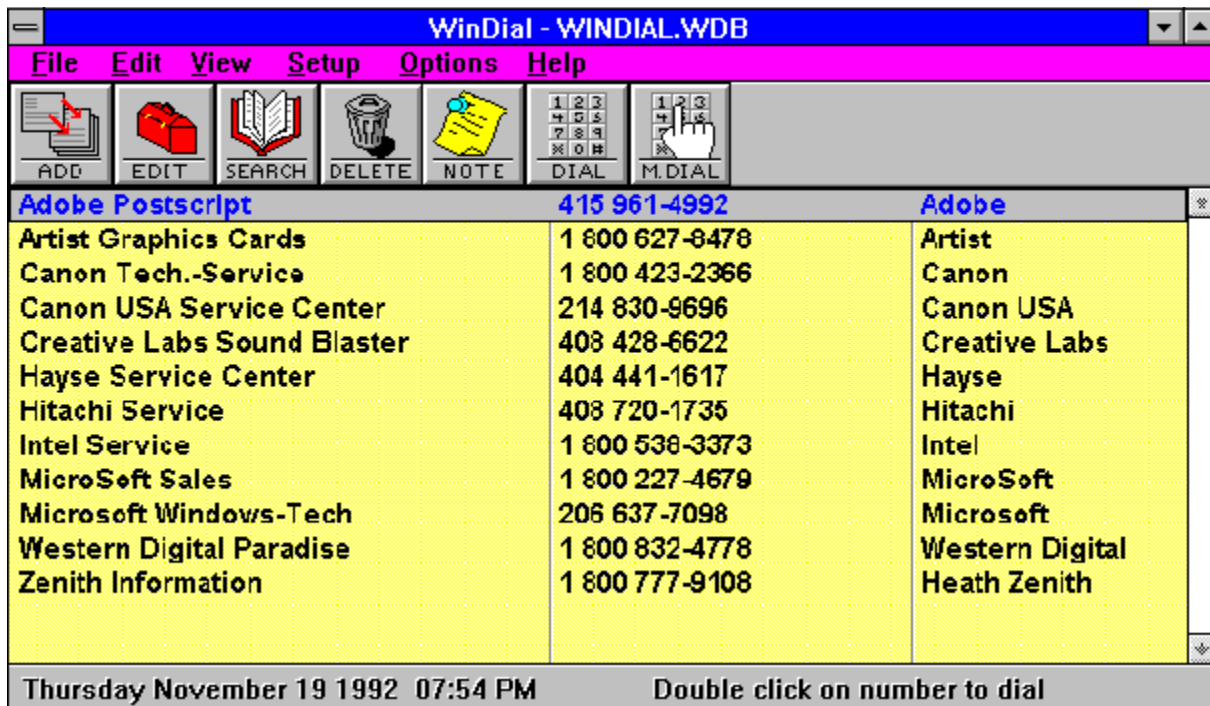 WinDial - WINDIAL.WDB
File Edit View Setup Options Help
ADD EDIT SEARCH DELETE NOTE DIAL M.DIAL
Adobe Postscript 415 961-4992 Adobe
Artist Graphics Cards 1 800 627-8478 Artist
Canon Tech.-Service 1 800 423-2366 Canon
Canon USA Service Center 214 830-9696 Canon USA
Creative Labs Sound Blaster 408 428-6622 Creative Labs
Hayse Service Center 404 441-1617 Hayse
Hitachi Service 408 720-1735 Hitachi
Intel Service 1 800 538-3373 Intel
MicroSoft Sales 1 800 227-4679 MicroSoft
Microsoft Windows-Tech 206 637-7098 Microsoft
Western Digital Paradise 1 800 832-4778 Western Digital
Zenith Information 1 800 777-9108 Heath Zenith
Thursday November 19 1992 07:54 PM Double click on number to dial